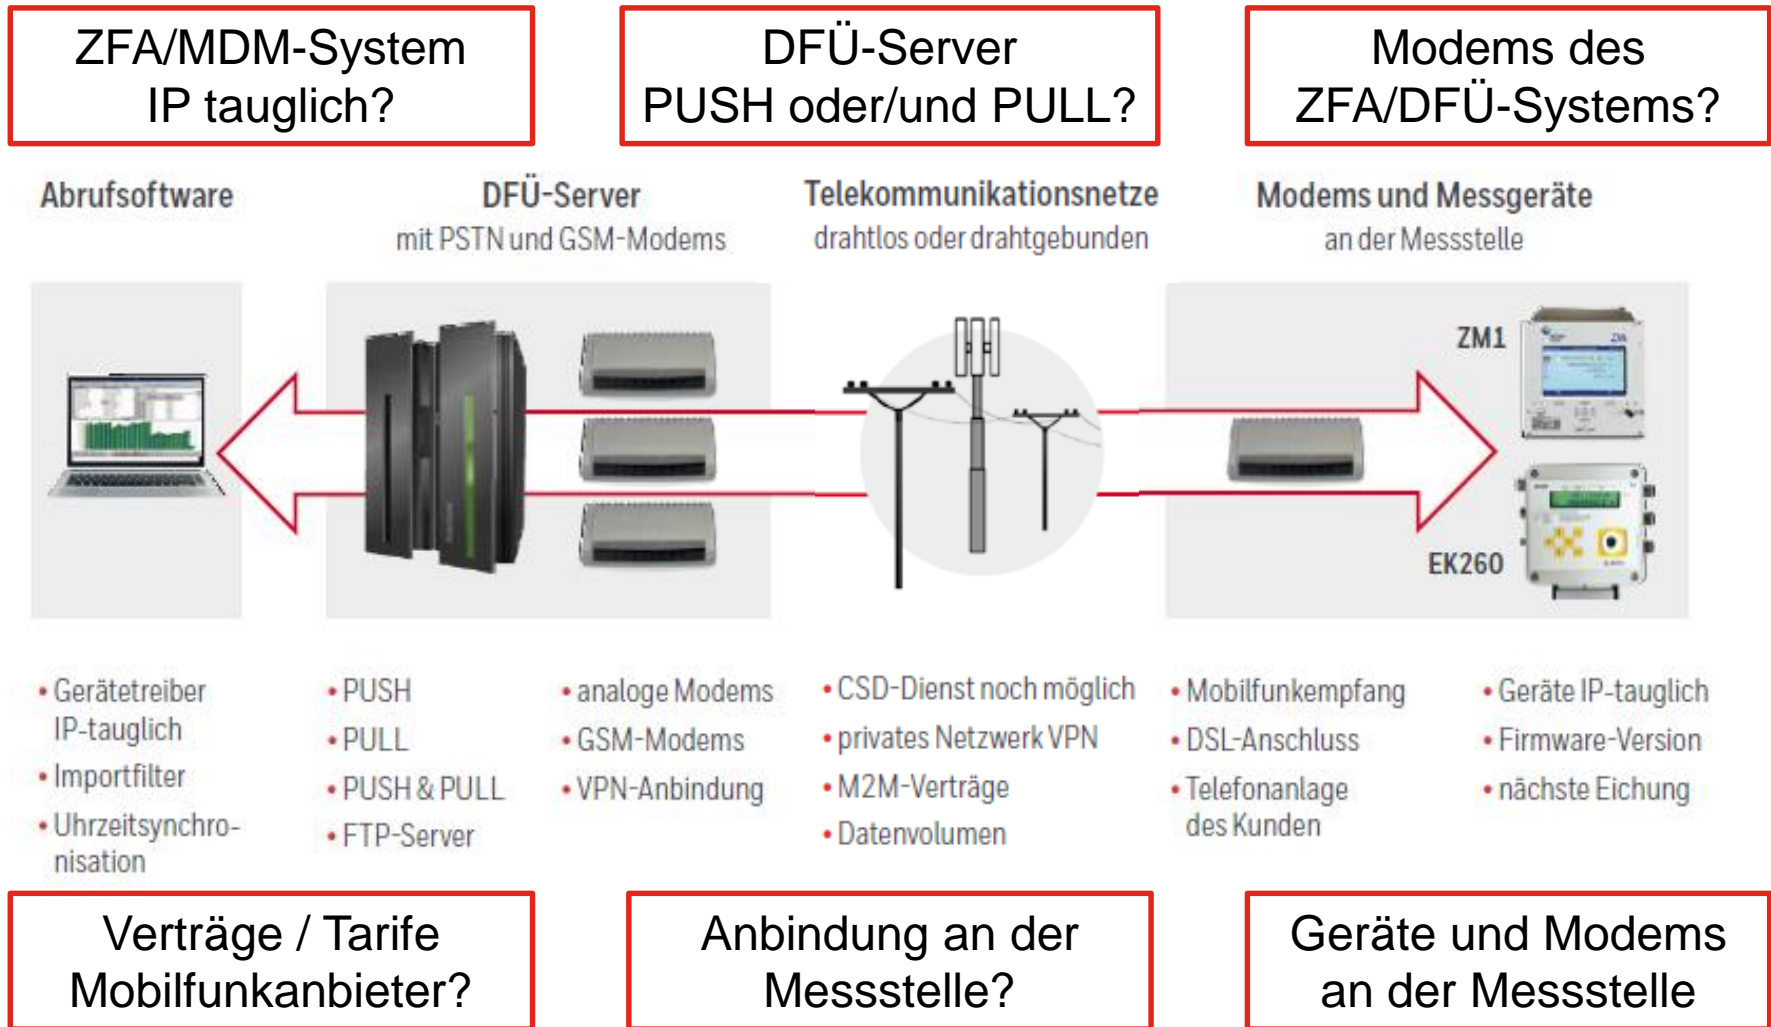 ZFA/MDM-System
IP tauglich?
DFÜ-Server
PUSH oder/und PULL?
Modems des
ZFA/DFÜ-Systems?
Abrufsoftware
DFÜ-Server
mit PSTN und GSM-Modems
Telekommunikationsnetze
drahtlos oder drahtgebunden
Modems und Messgeräte
an der Messstelle
ZM1
EK260
• Gerätetreiber
IP-tauglich
• Importfilter
• Uhrzeitsynchro-
nisation
• PUSH
• PULL
• PUSH & PULL
• FTP-Server
• analoge Modems
• GSM-Modems
• VPN-Anbindung
• CSD-Dienst noch möglich
• privates Netzwerk VPN
• M2M-Verträge
• Datenvolumen
• Mobilfunkempfang
• DSL-Anschluss
• Telefonanlage
des Kunden
• Geräte IP-tauglich
• Firmware-Version
• nächste Eichung
Verträge / Tarife
Mobilfunkanbieter?
Anbindung an der
Messstelle?
Geräte und Modems
an der Messstelle